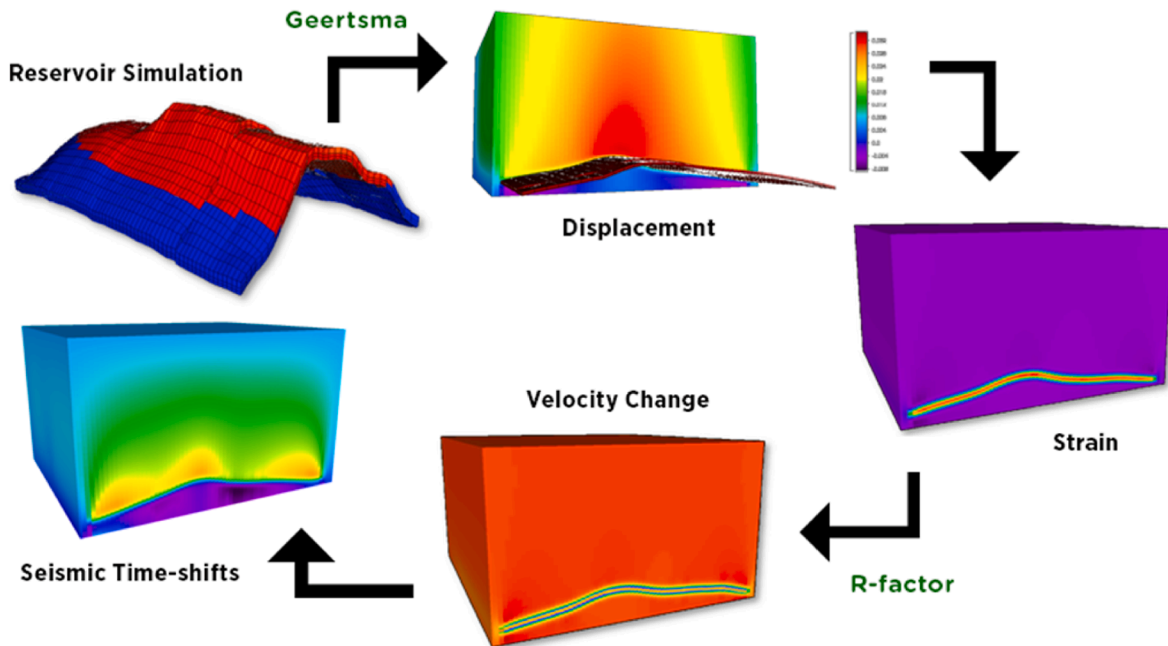 Geertsma
Reservoir Simulation
Displacement
Velocity Change
Strain
Seismic Time-shifts
R-factor